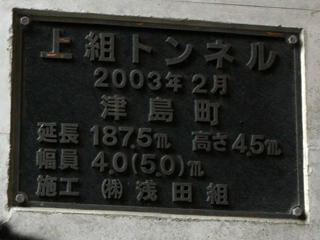 上組トンネル
2003年2月
津島町
延長 187.5m 高さ4.5m
幅員 4.0(5.0)m
施工 ㈱ 浅田組